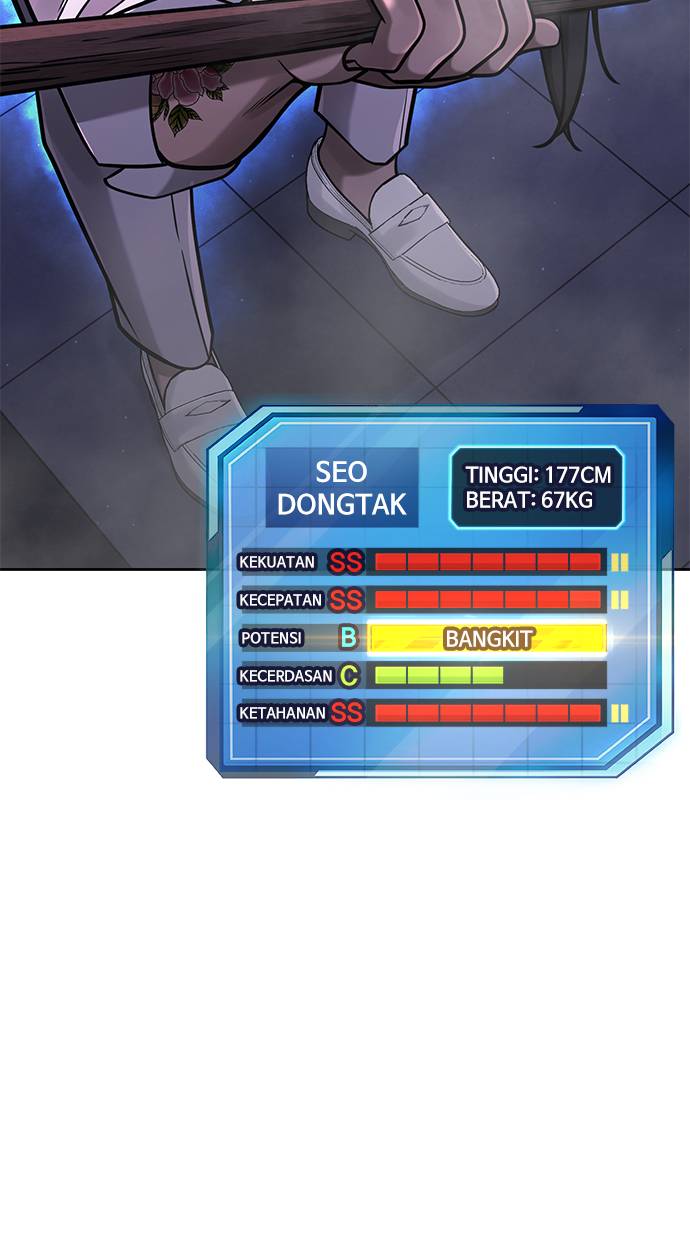 SEO
DONGTAK
TINGGI: 177CM
BERAT: 67KG
KEKUATAN SS
KECEPATAN SS
POTENSI B BANGKIT
KECERDASAN C
KETAHANAN SS